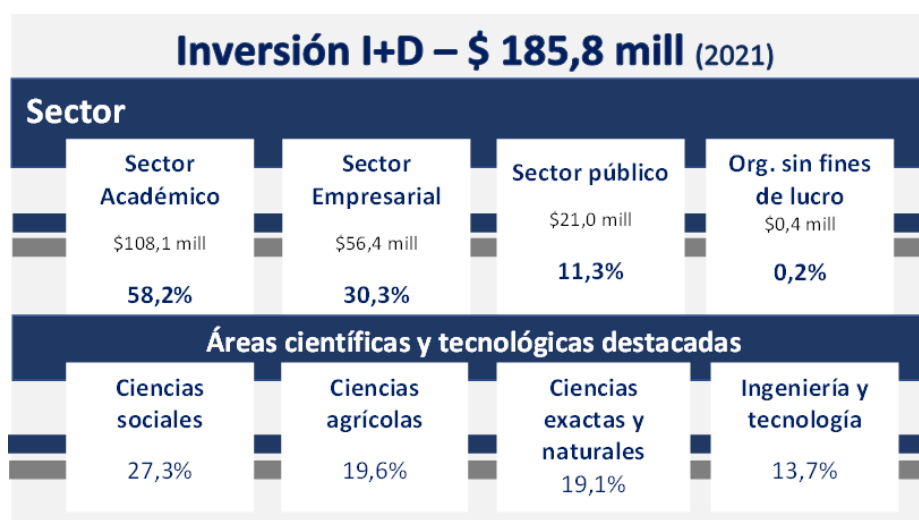 Inversión I+D – $ 185,8 mill (2021)
Sector
Sector
Académico
$108,1 mill
58,2%
Sector
Empresarial
$56,4 mill
30,3%
Sector público
$21,0 mill
11,3%
Org. sin fines
de lucro
$0,4 mill
0,2%
Áreas científicas y tecnológicas destacadas
Ciencias
sociales
27,3%
Ciencias
agrícolas
19,6%
Ciencias
exactas y
naturales
19,1%
Ingeniería y
tecnología
13,7%